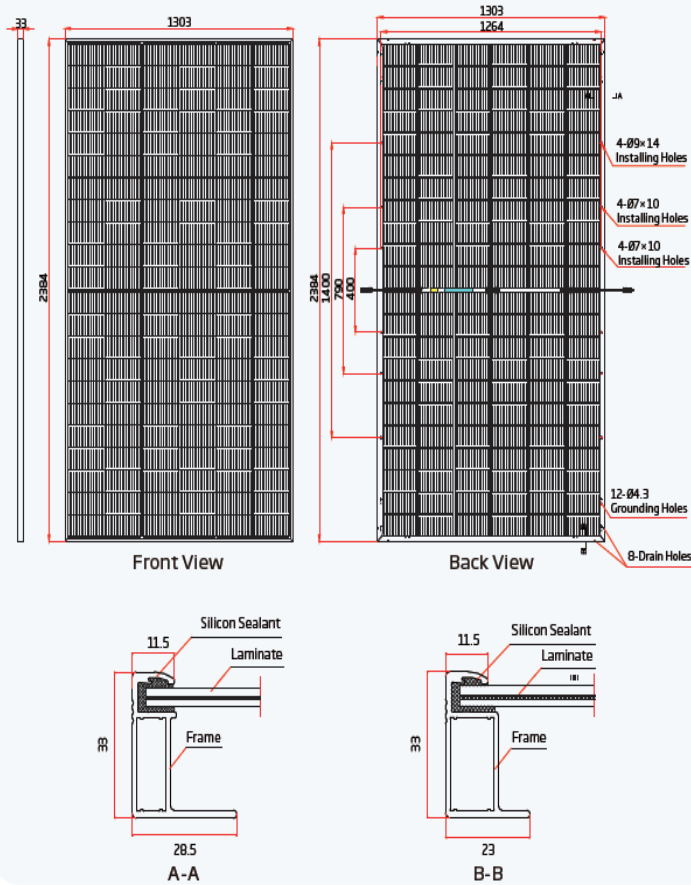 33
1303
2384
Front View
1303
1264
2384
1400
790
400
A
4-Ø9×14
Installing Holes
4-Ø7×10
Installing Holes
4-Ø7×10
Installing Holes
12-Ø4.3
Grounding Holes
8-Drain Holes
Back View
11.5
Silicon Sealant
Laminate
Frame
33
28.5
A-A
11.5
Silicon Sealant
Laminate
Frame
33
23
B-B